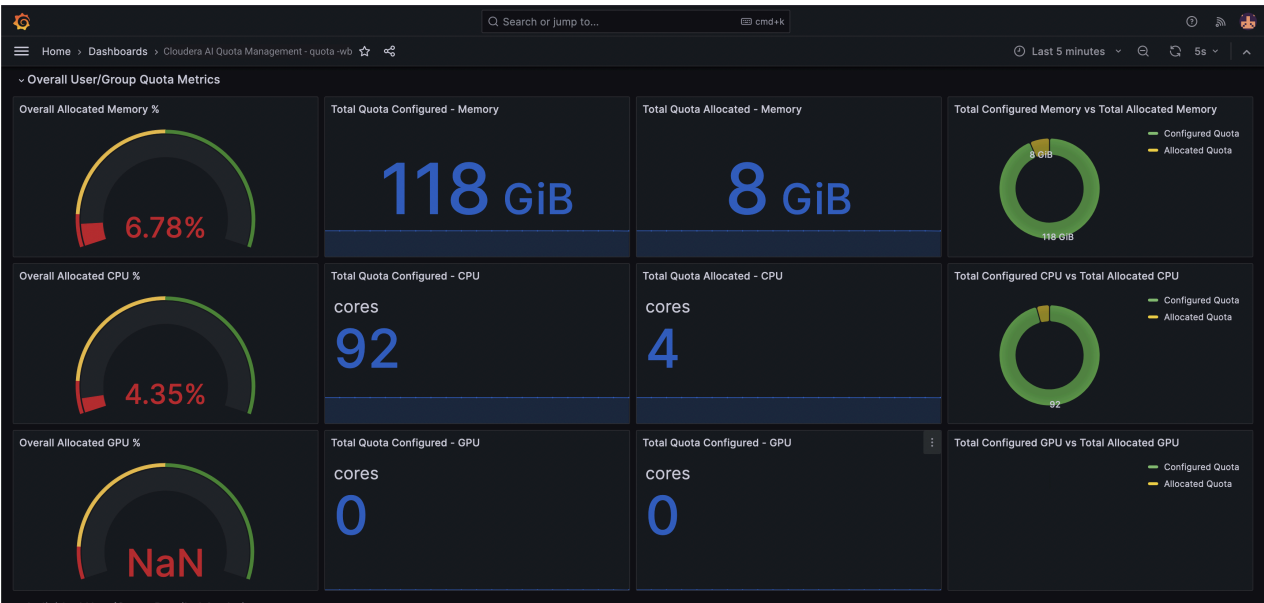 Search or jump to... cmd+k
Home › Dashboards › Cloudera AI Quota Management - quota -wb Last 5 minutes 5s
Overall User/Group Quota Metrics
Overall Allocated Memory %
6.78%
Total Quota Configured - Memory
118 GiB
Total Quota Allocated - Memory
8 GiB
Total Configured Memory vs Total Allocated Memory
Configured Quota
Allocated Quota
8 GiB
118 GiB
Overall Allocated CPU %
4.35%
Total Quota Configured - CPU
cores
92
Total Quota Allocated - CPU
cores
4
Total Configured CPU vs Total Allocated CPU
Configured Quota
Allocated Quota
92
Overall Allocated GPU %
NaN
Total Quota Configured - GPU
cores
0
Total Quota Configured - GPU
cores
0
Total Configured GPU vs Total Allocated GPU
Configured Quota
Allocated Quota